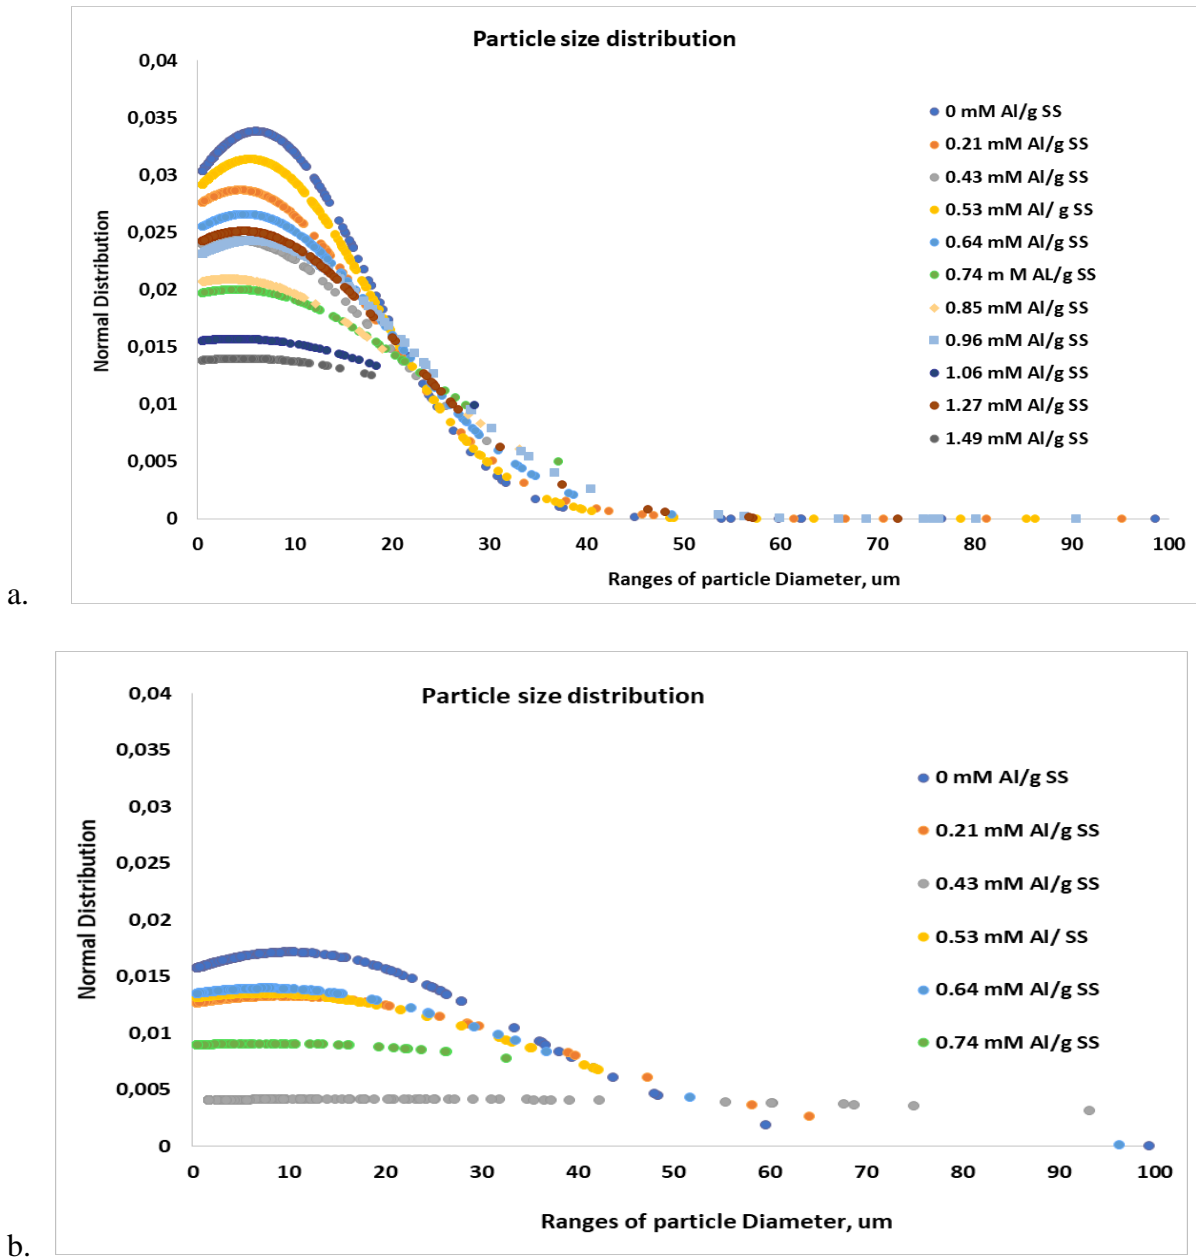 Particle size distribution
0,04
0,035
0,03
0,025
0,02
0,015
0,01
0,005
0
Normal Distribution
0 10 20 30 40 50 60 70 80 90 100
Ranges of particle Diameter, um
0 mM Al/g SS
0.21 mM Al/g SS
0.43 mM Al/g SS
0.53 mM Al/ g SS
0.64 mM Al/g SS
0.74 m M AL/g SS
0.85 mM Al/g SS
0.96 mM Al/g SS
1.06 mM Al/g SS
1.27 mM Al/g SS
1.49 mM Al/g SS
a.
Particle size distribution
0,04
0,035
0,03
0,025
0,02
0,015
0,01
0,005
0
Normal Distribution
0 10 20 30 40 50 60 70 80 90 100
Ranges of particle Diameter, um
0 mM Al/g SS
0.21 mM Al/g SS
0.43 mM Al/g SS
0.53 mM Al/ SS
0.64 mM Al/g SS
0.74 mM Al/g SS
b.